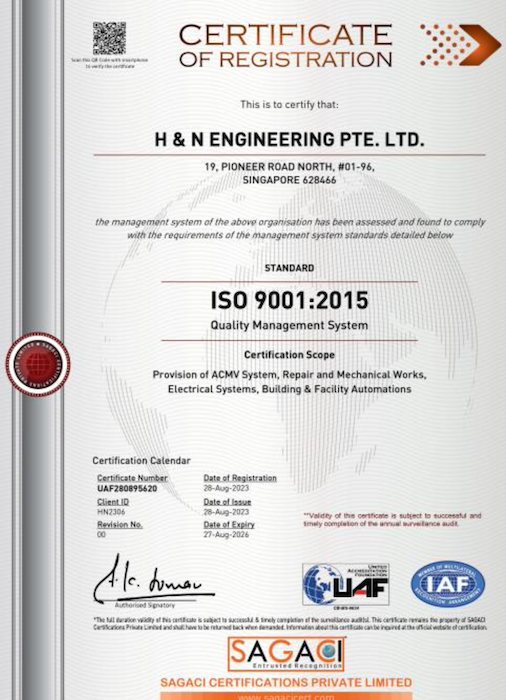 CERTIFICATE
OF REGISTRATION
Scan this QR Code with smartphone
to verify the certificate
This is to certify that:
H & N ENGINEERING PTE. LTD.
19, PIONEER ROAD NORTH, #01-96,
SINGAPORE 628466
the management system of the above organisation has been assessed and found to comply
with the requirements of the management system standards detailed below
STANDARD
ISO 9001:2015
Quality Management System
Certification Scope
Provision of ACMV System, Repair and Mechanical Works,
Electrical Systems, Building & Facility Automations
Certification Calendar
Certificate Number
UAF280895620
Client ID
HN2306
Revision No.
00
Date of Registration
28-Aug-2023
Date of Issue
28-Aug-2023
Date of Expiry
27-Aug-2026
**Validity of this certificate is subject to successful and
timely completion of the annual surveillance audit.
Authorised Signatory
UNITED
ACCREDITATION
FOUNDATION
UAF
MEMBER OF MULTILATERAL
IAF
RECOGNITION ARRANGEMENT
*The full duration validity of this certificate is subject to successful & timely completion of the surveillance audit(s). This certificate remains the property of SAGACI
Certifications Private Limited and shall have to be returned back when demanded. Information about this certificate can be inquired at the official website of certification.
SAGACI
Entrusted Recognition
SAGACI CERTIFICATIONS PRIVATE LIMITED
www.sagacicert.com